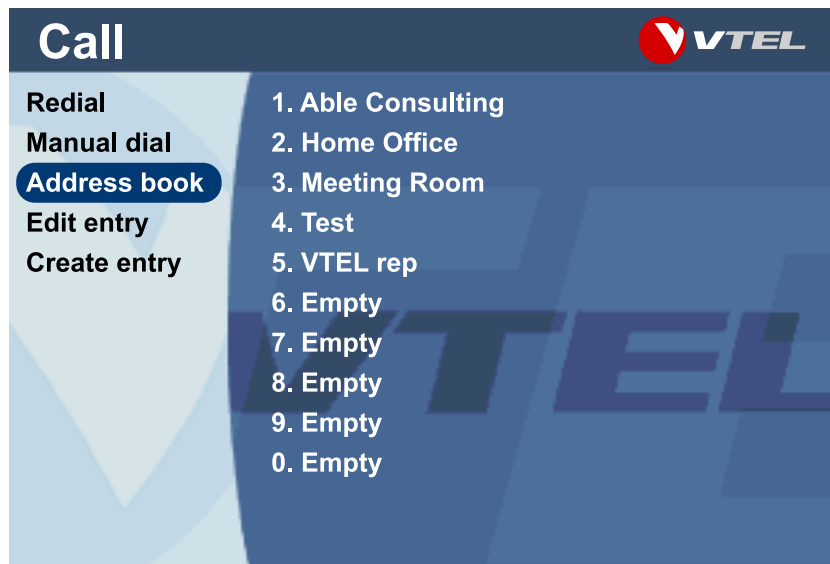 Call
VTEL
Redial
Manual dial
Address book
Edit entry
Create entry
1. Able Consulting
2. Home Office
3. Meeting Room
4. Test
5. VTEL rep
6. Empty
7. Empty
8. Empty
9. Empty
0. Empty
VTEL